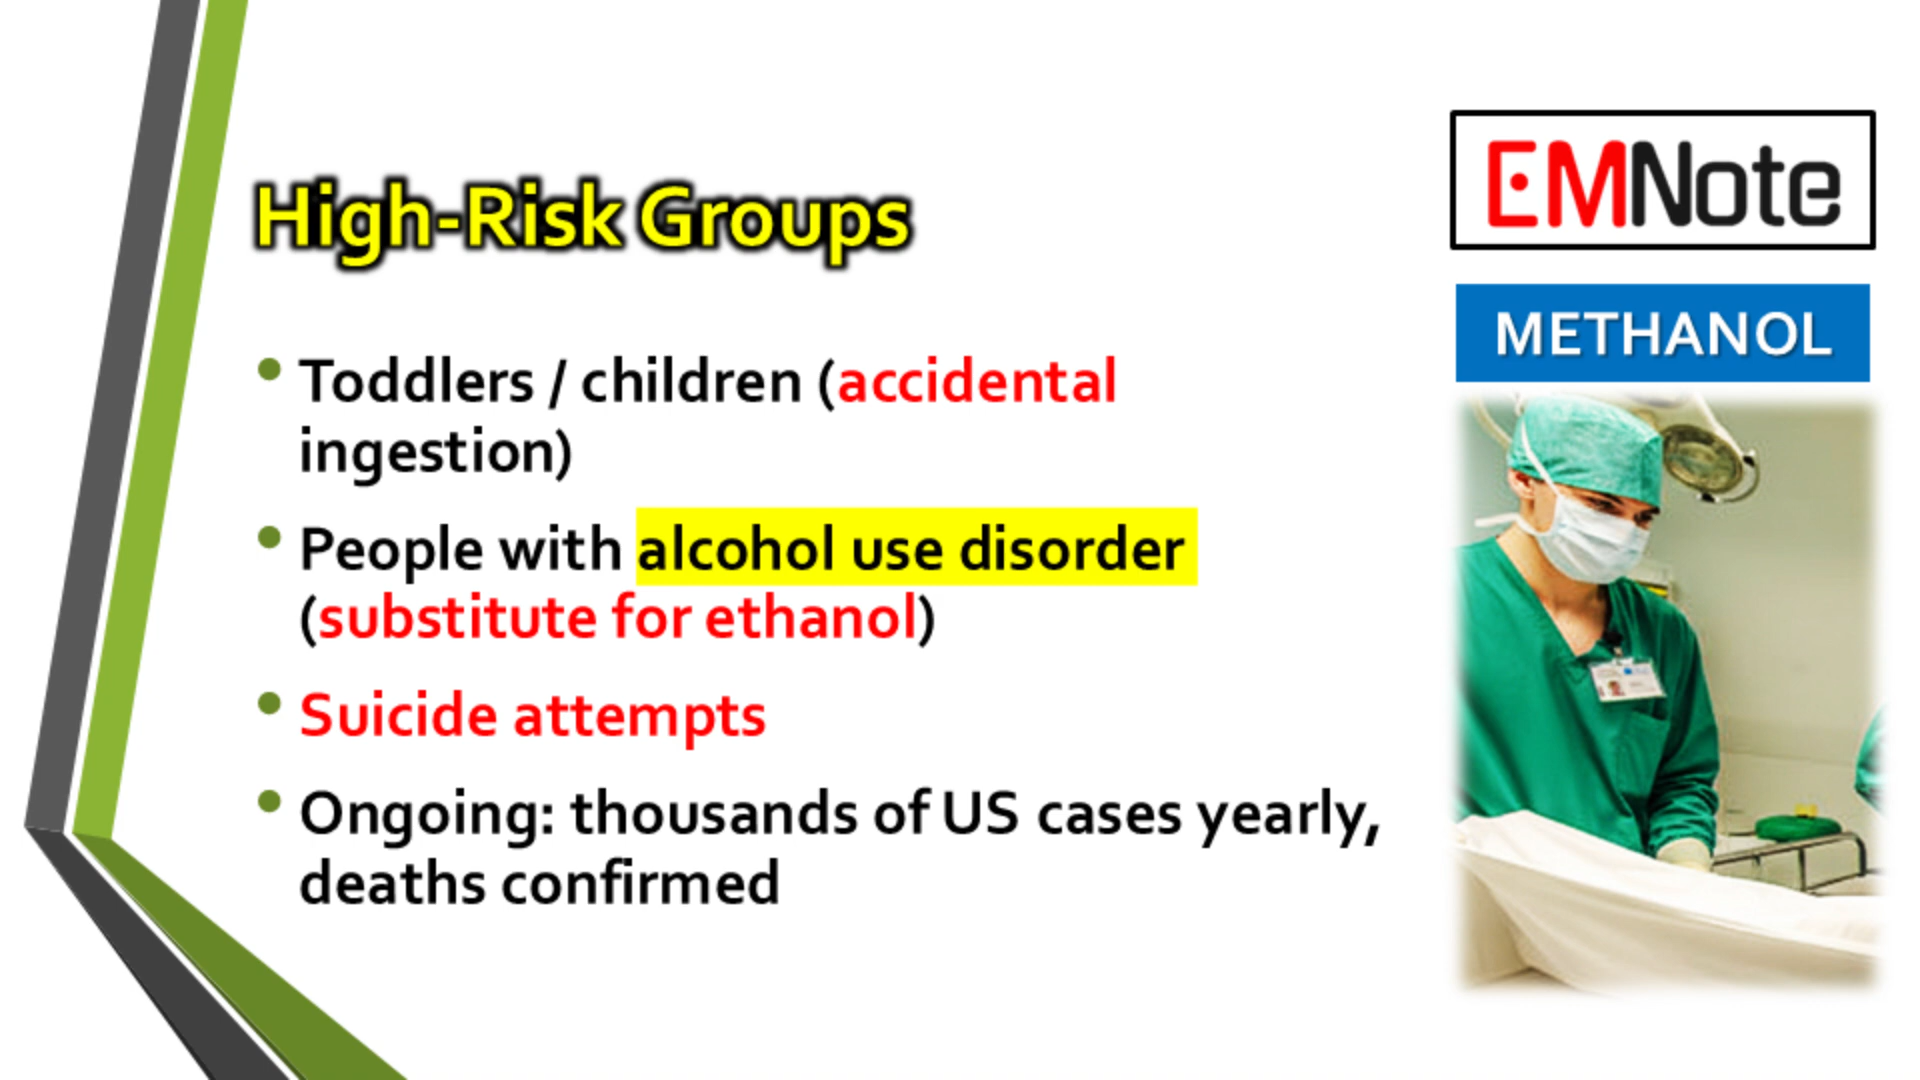 High-Risk Groups
• Toddlers / children (accidental
ingestion)
• People with alcohol use disorder
(substitute for ethanol)
• Suicide attempts
• Ongoing: thousands of US cases yearly,
deaths confirmed
EMNote
METHANOL